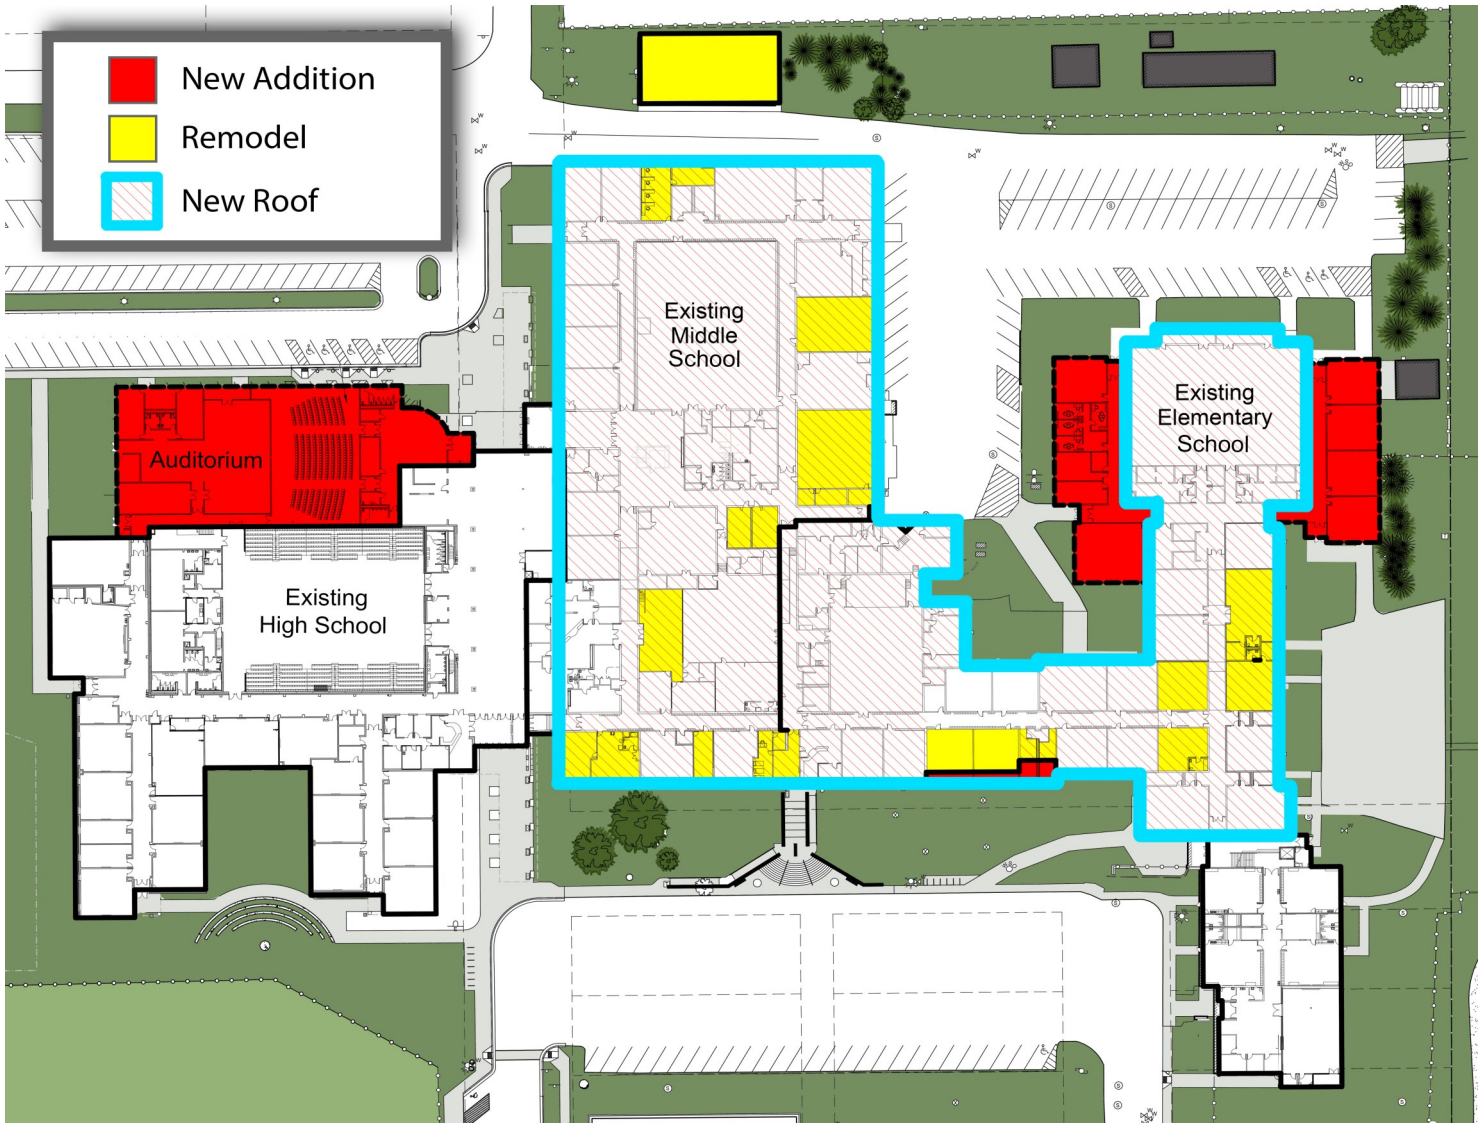 New Addition
Remodel
New Roof
Existing
Middle
School
Existing
Elementary
School
Auditorium
Existing
High School